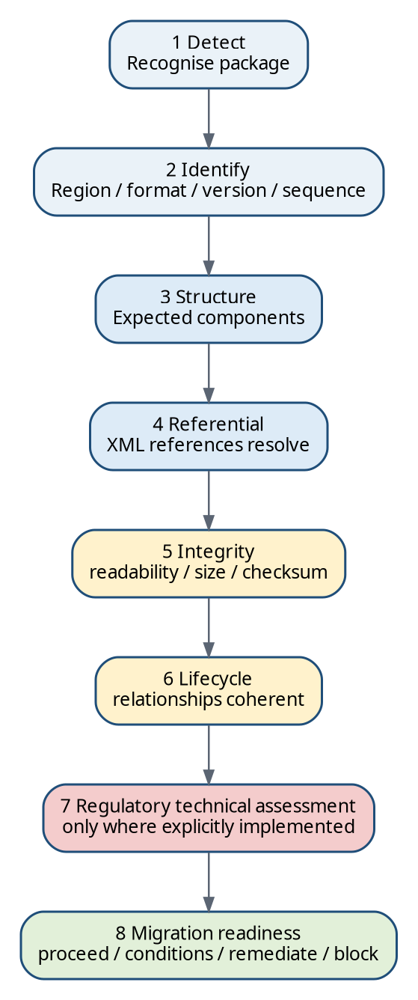 1 Detect
Recognise package
2 Identify
Region / format / version / sequence
3 Structure
Expected components
4 Referential
XML references resolve
5 Integrity
readability / size / checksum
6 Lifecycle
relationships coherent
7 Regulatory technical assessment
only where explicitly implemented
8 Migration readiness
proceed / conditions / remediate / block